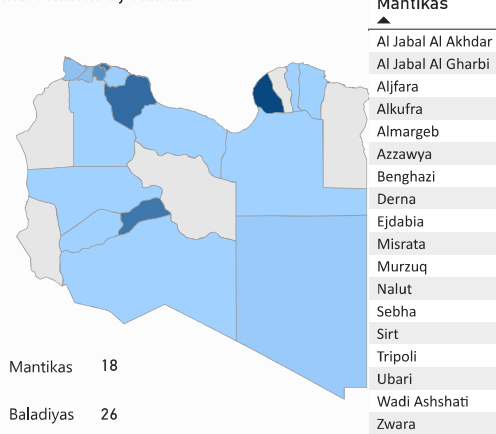 Mantikas
Al Jabal Al Akhdar
Al Jabal Al Gharbi
Aljfara
Alkufra
Almargeb
Azzawya
Benghazi
Derna
Ejdabia
Misrata
Murzuq
Nalut
Sebha
Sirt
Tripoli
Ubari
Wadi Ashshati
Zwara
Mantikas 18
Baladiyas 26